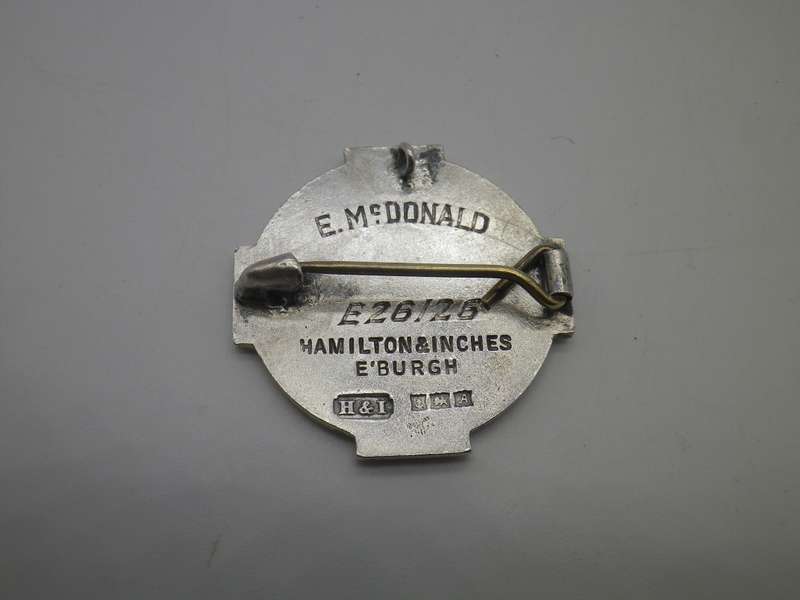 E. McDONALD
E26/26
HAMILTON&INCHES
E'BURGH
H&I A